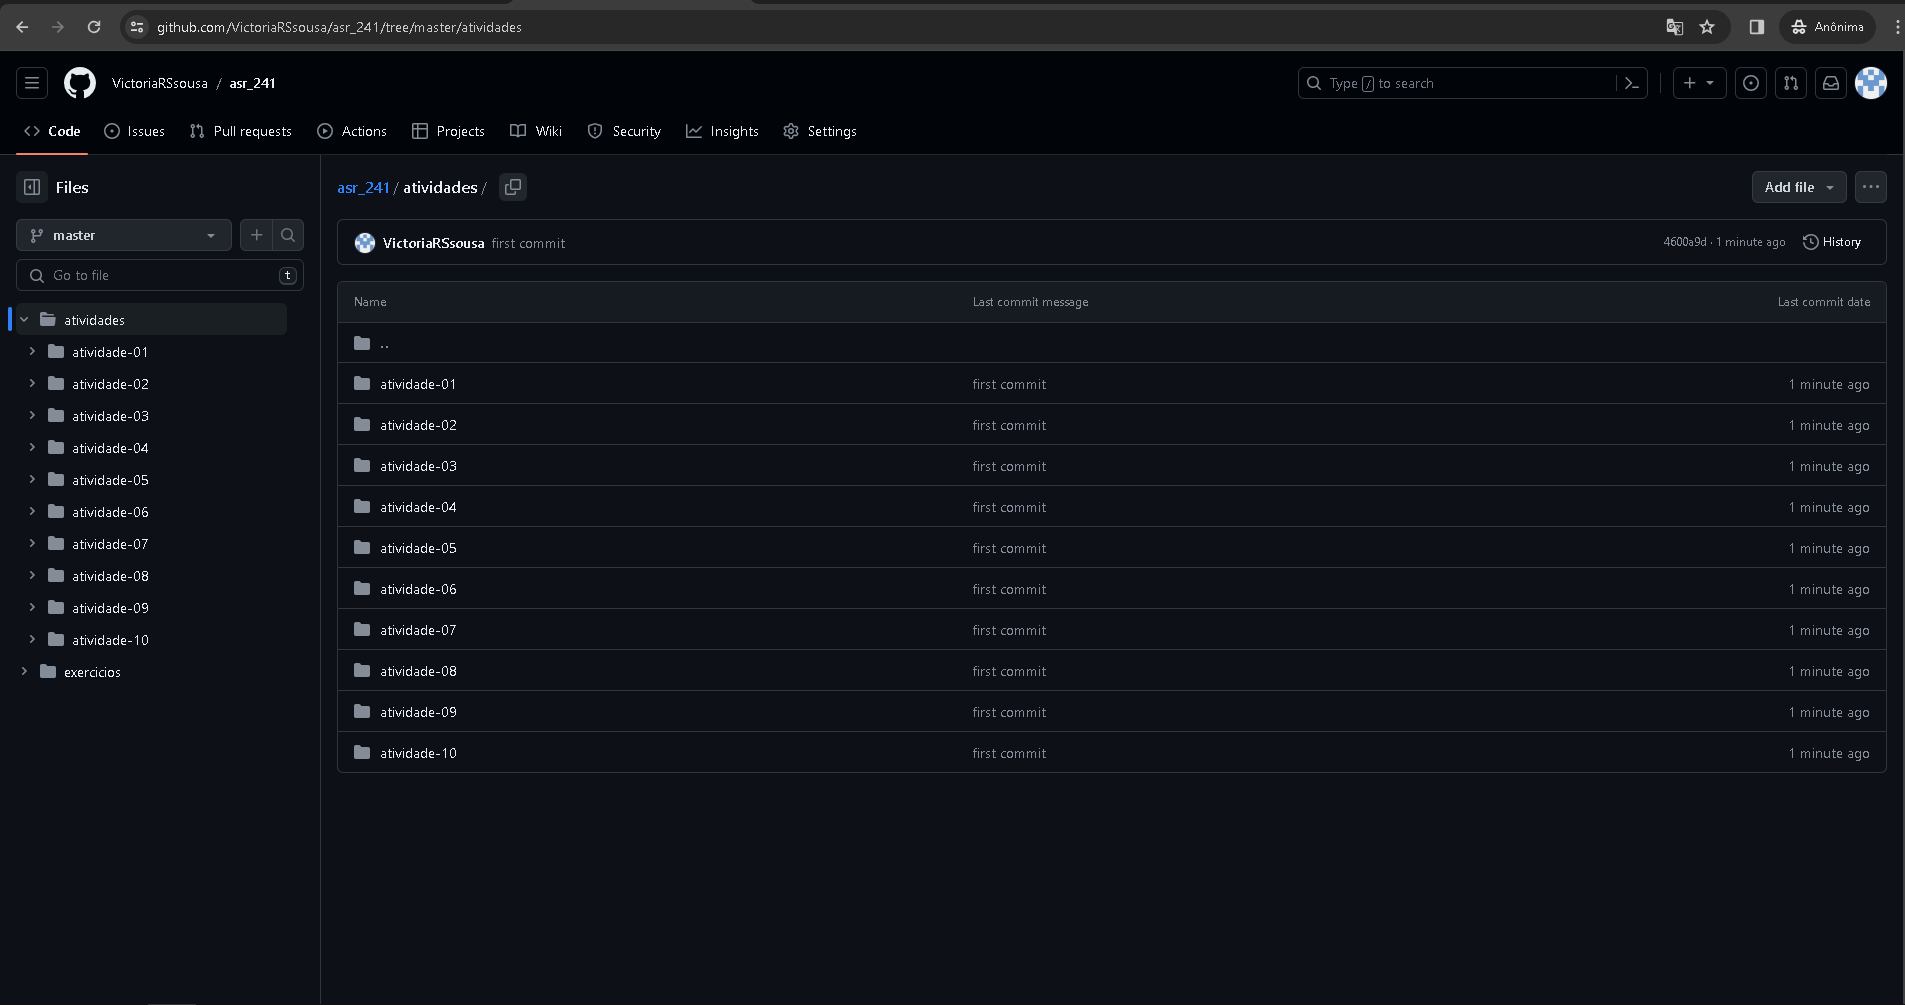 github.com/VictoriaRSsousa/asr_241/tree/master/atividades
Anônima
VictoriaRSsousa / asr_241
Type / to search
Code Issues Pull requests Actions Projects Wiki Security Insights Settings
Files
asr_241 / atividades /
Add file
master
VictoriaRSsousa first commit
4600a9d · 1 minute ago
History
Go to file
t
Name Last commit message Last commit date
atividades
..
atividade-01
atividade-02
atividade-03
atividade-04
atividade-05
atividade-06
atividade-07
atividade-08
atividade-09
atividade-10
exercicios
atividade-01 first commit 1 minute ago
atividade-02 first commit 1 minute ago
atividade-03 first commit 1 minute ago
atividade-04 first commit 1 minute ago
atividade-05 first commit 1 minute ago
atividade-06 first commit 1 minute ago
atividade-07 first commit 1 minute ago
atividade-08 first commit 1 minute ago
atividade-09 first commit 1 minute ago
atividade-10 first commit 1 minute ago